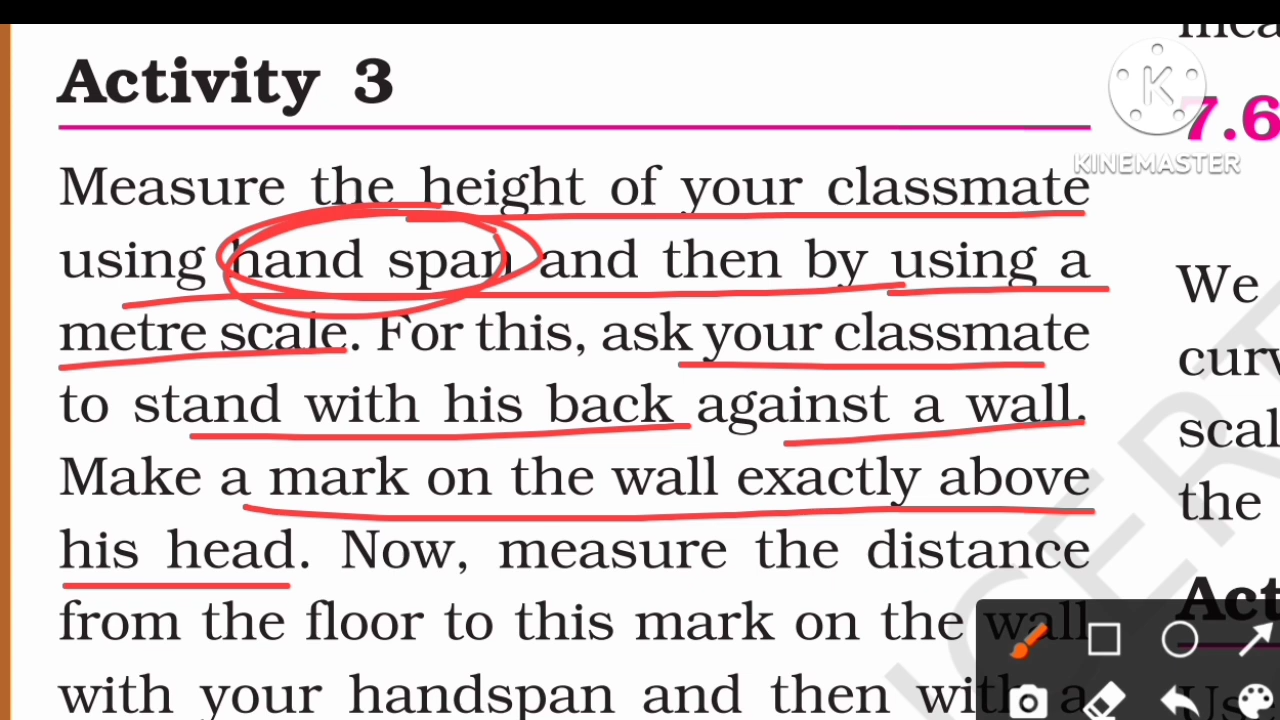 Activity 3
Measure the height of your classmate
using hand span and then by using a
metre scale. For this, ask your classmate
to stand with his back against a wall.
Make a mark on the wall exactly above
his head. Now, measure the distance
from the floor to this mark on the wall
with your handspan and then with a
KINEMASTER
7.6
We
the
NCERT